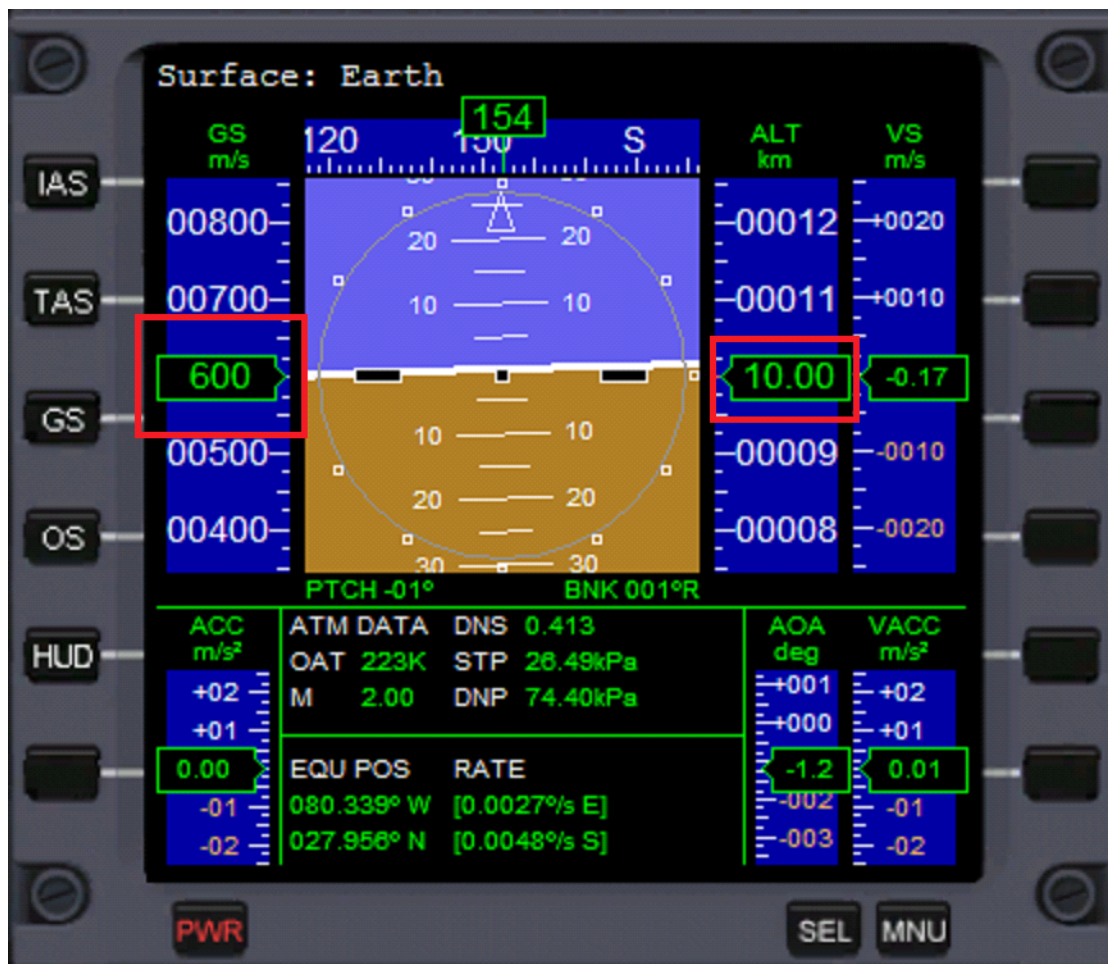 Surface: Earth
154
GS
m/s
120 150 S
ALT
km
VS
m/s
IAS
00800
20 20
00012
+0020
TAS
00700
10 10
00011
+0010
600
10.00
-0.17
GS
00500
10 10
00009
-0010
OS
00400
20 20
00008
-0020
30 30
PTCH -01° BNK 001°R
HUD
ACC
m/s²
ATM DATA DNS 0.413
OAT 223K STP 26.49kPa
M 2.00 DNP 74.40kPa
AOA
deg
VACC
m/s²
+02
+01
0.00
-01
-02
EQU POS RATE
080.339° W [0.0027°/s E]
027.956° N [0.0048°/s S]
+001
+000
-1.2
-002
-003
+02
+01
0.01
-01
-02
PWR
SEL
MNU